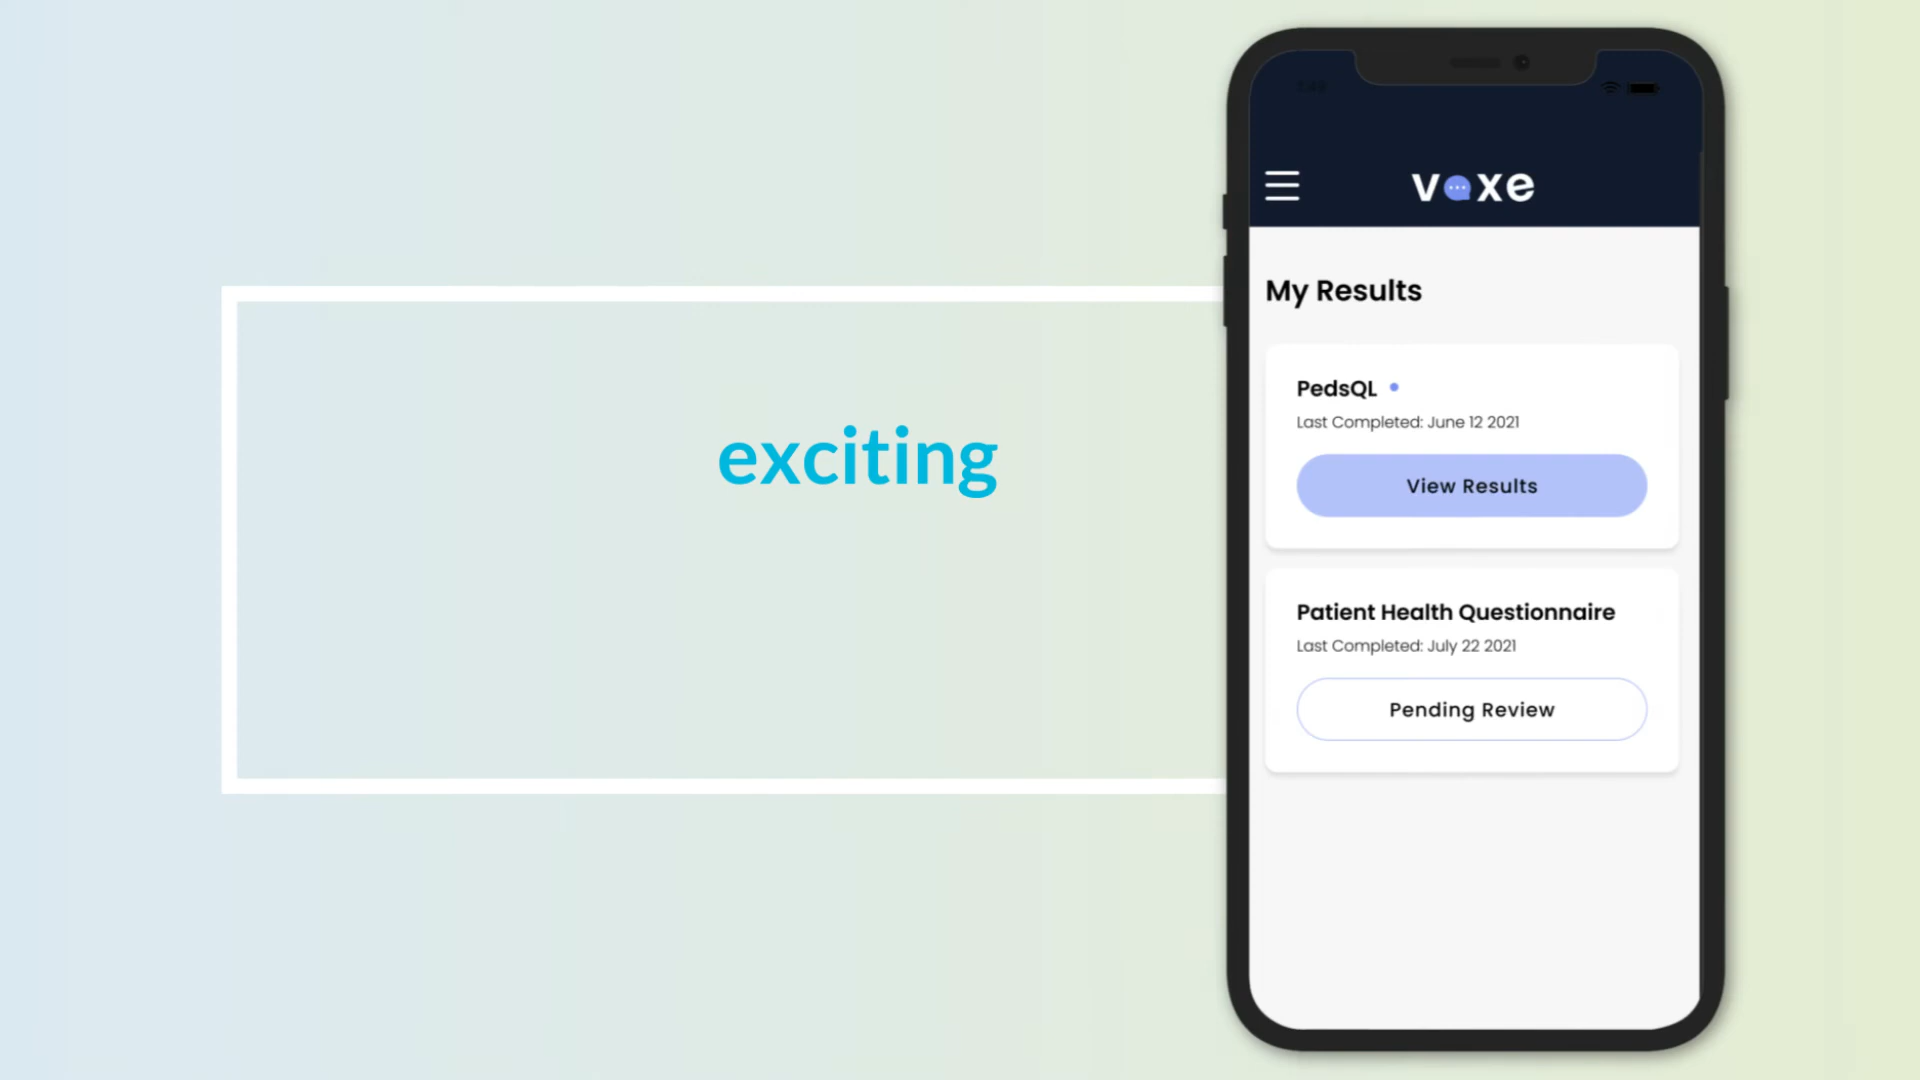 exciting
voxe
My Results
PedsQL
Last Completed: June 12 2021
View Results
Patient Health Questionnaire
Last Completed: July 22 2021
Pending Review